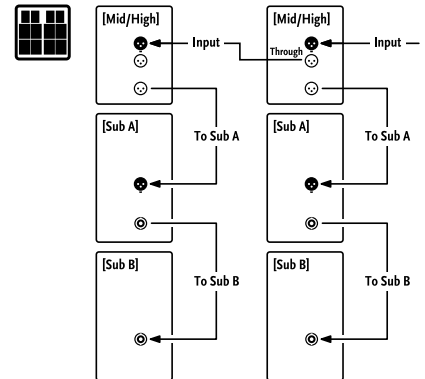 [Mid/High]
[Mid/High]
Input
Through
Input
[Sub A]
To Sub A
[Sub A]
To Sub A
[Sub B]
To Sub B
[Sub B]
To Sub B